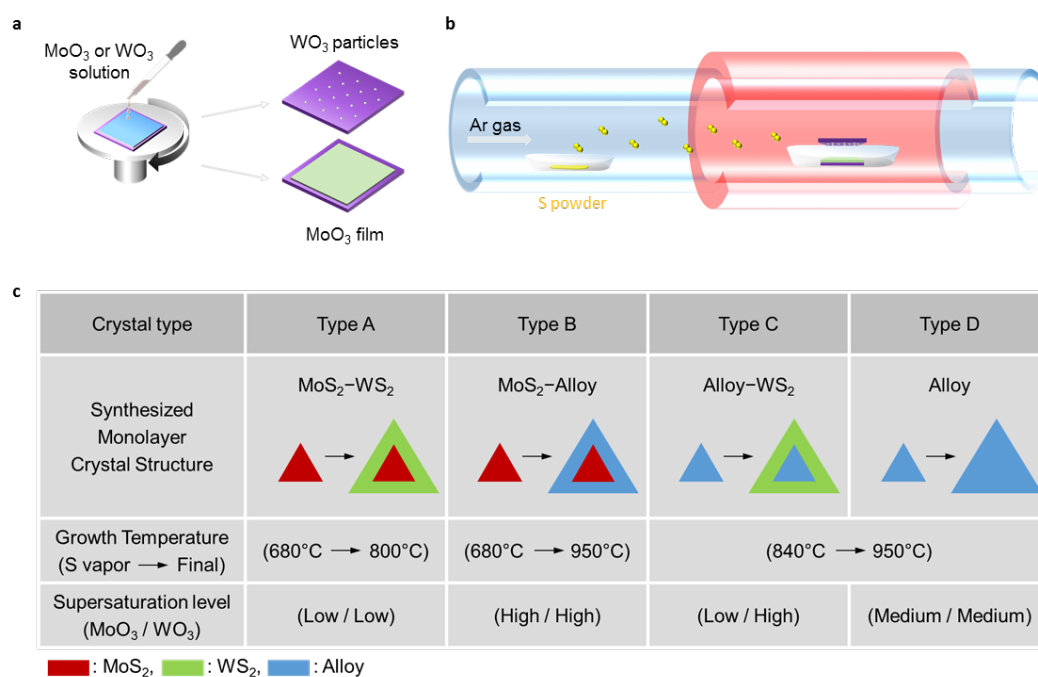 a
MoO₃ or WO₃
solution
WO₃ particles
MoO₃ film
b
Ar gas
S powder
c
Crystal type
Type A
Type B
Type C
Type D
Synthesized
Monolayer
Crystal Structure
MoS₂−WS₂
MoS₂−Alloy
Alloy−WS₂
Alloy
Growth Temperature
(S vapor → Final)
(680°C → 800°C)
(680°C → 950°C)
(840°C → 950°C)
Supersaturation level
(MoO₃ / WO₃)
(Low / Low)
(High / High)
(Low / High)
(Medium / Medium)
: MoS₂, : WS₂, : Alloy